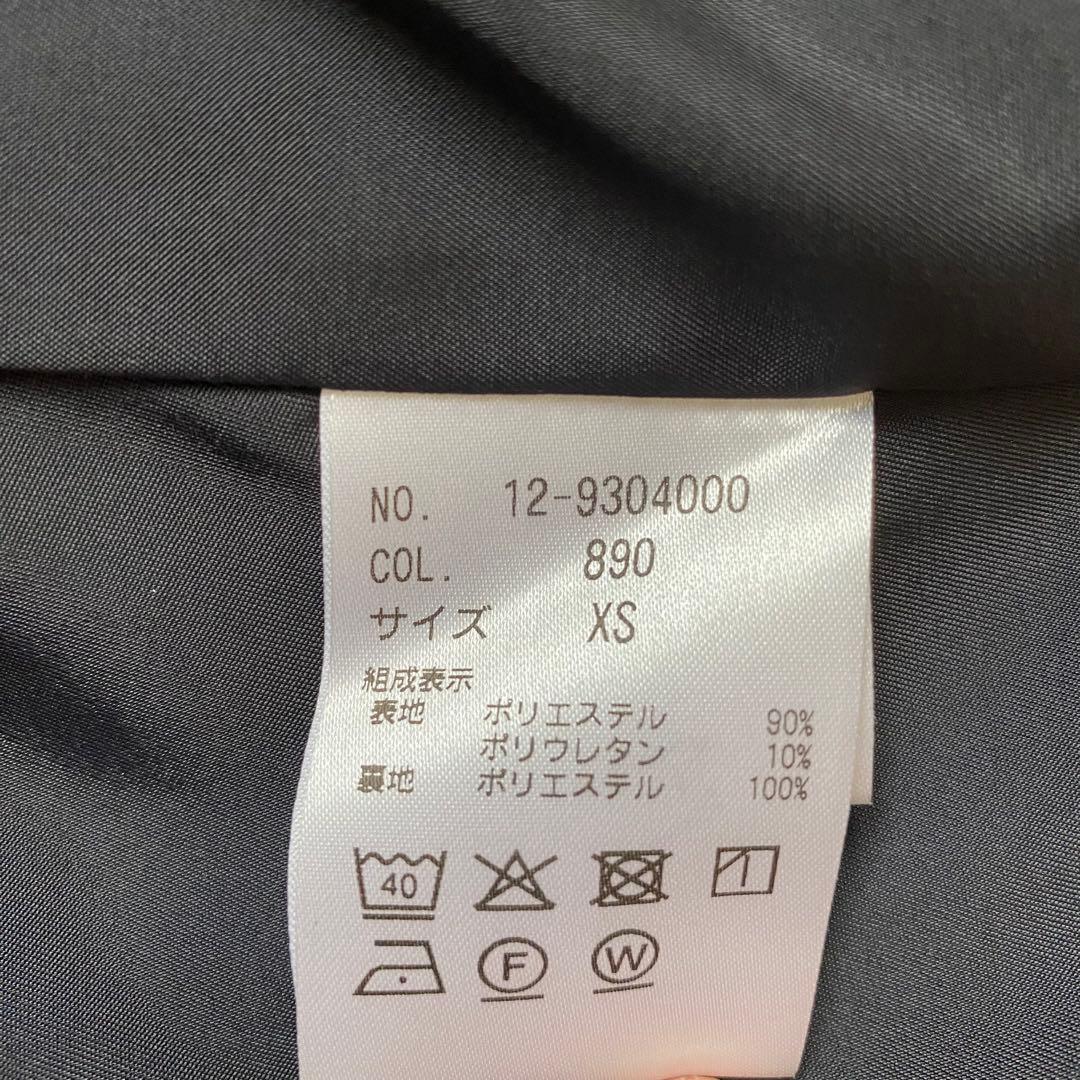 NO. 12-9304000
COL. 890
サイズ XS
組成表示
表地 ポリエステル 90%
ポリウレタン 10%
裏地 ポリエステル 100%
40
F W